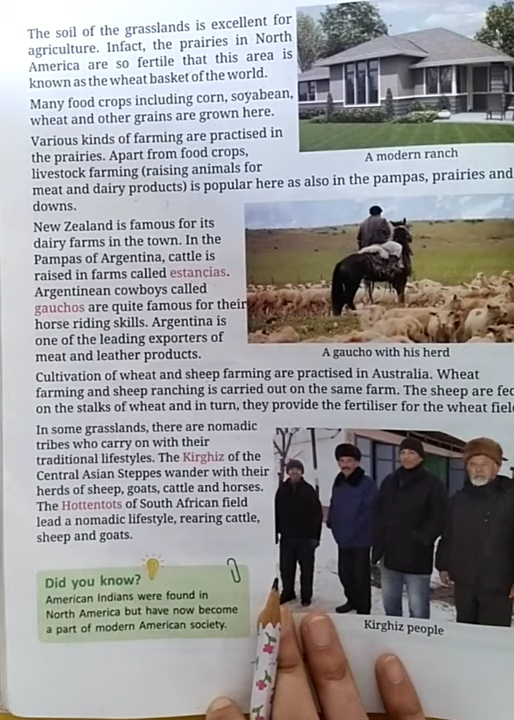 The soil of the grasslands is excellent for
agriculture. Infact, the prairies in North
America are so fertile that this area is
known as the wheat basket of the world.
Many food crops including corn, soyabean,
wheat and other grains are grown here.
Various kinds of farming are practised in
the prairies. Apart from food crops,
livestock farming (raising animals for
meat and dairy products) is popular here as also in the pampas, prairies and
downs.
A modern ranch
New Zealand is famous for its
dairy farms in the town. In the
Pampas of Argentina, cattle is
raised in farms called estancias.
Argentinean cowboys called
gauchos are quite famous for their
horse riding skills. Argentina is
one of the leading exporters of
meat and leather products.
A gaucho with his herd
Cultivation of wheat and sheep farming are practised in Australia. Wheat
farming and sheep ranching is carried out on the same farm. The sheep are fed
on the stalks of wheat and in turn, they provide the fertiliser for the wheat
In some grasslands, there are nomadic
tribes who carry on with their
traditional lifestyles. The Kirghiz of the
Central Asian Steppes wander with their
herds of sheep, goats, cattle and horses.
The Hottentots of South African field
lead a nomadic lifestyle, rearing cattle,
sheep and goats.
Did you know?
American Indians were found in
North America but have now become
a part of modern American society.
Kirghiz people